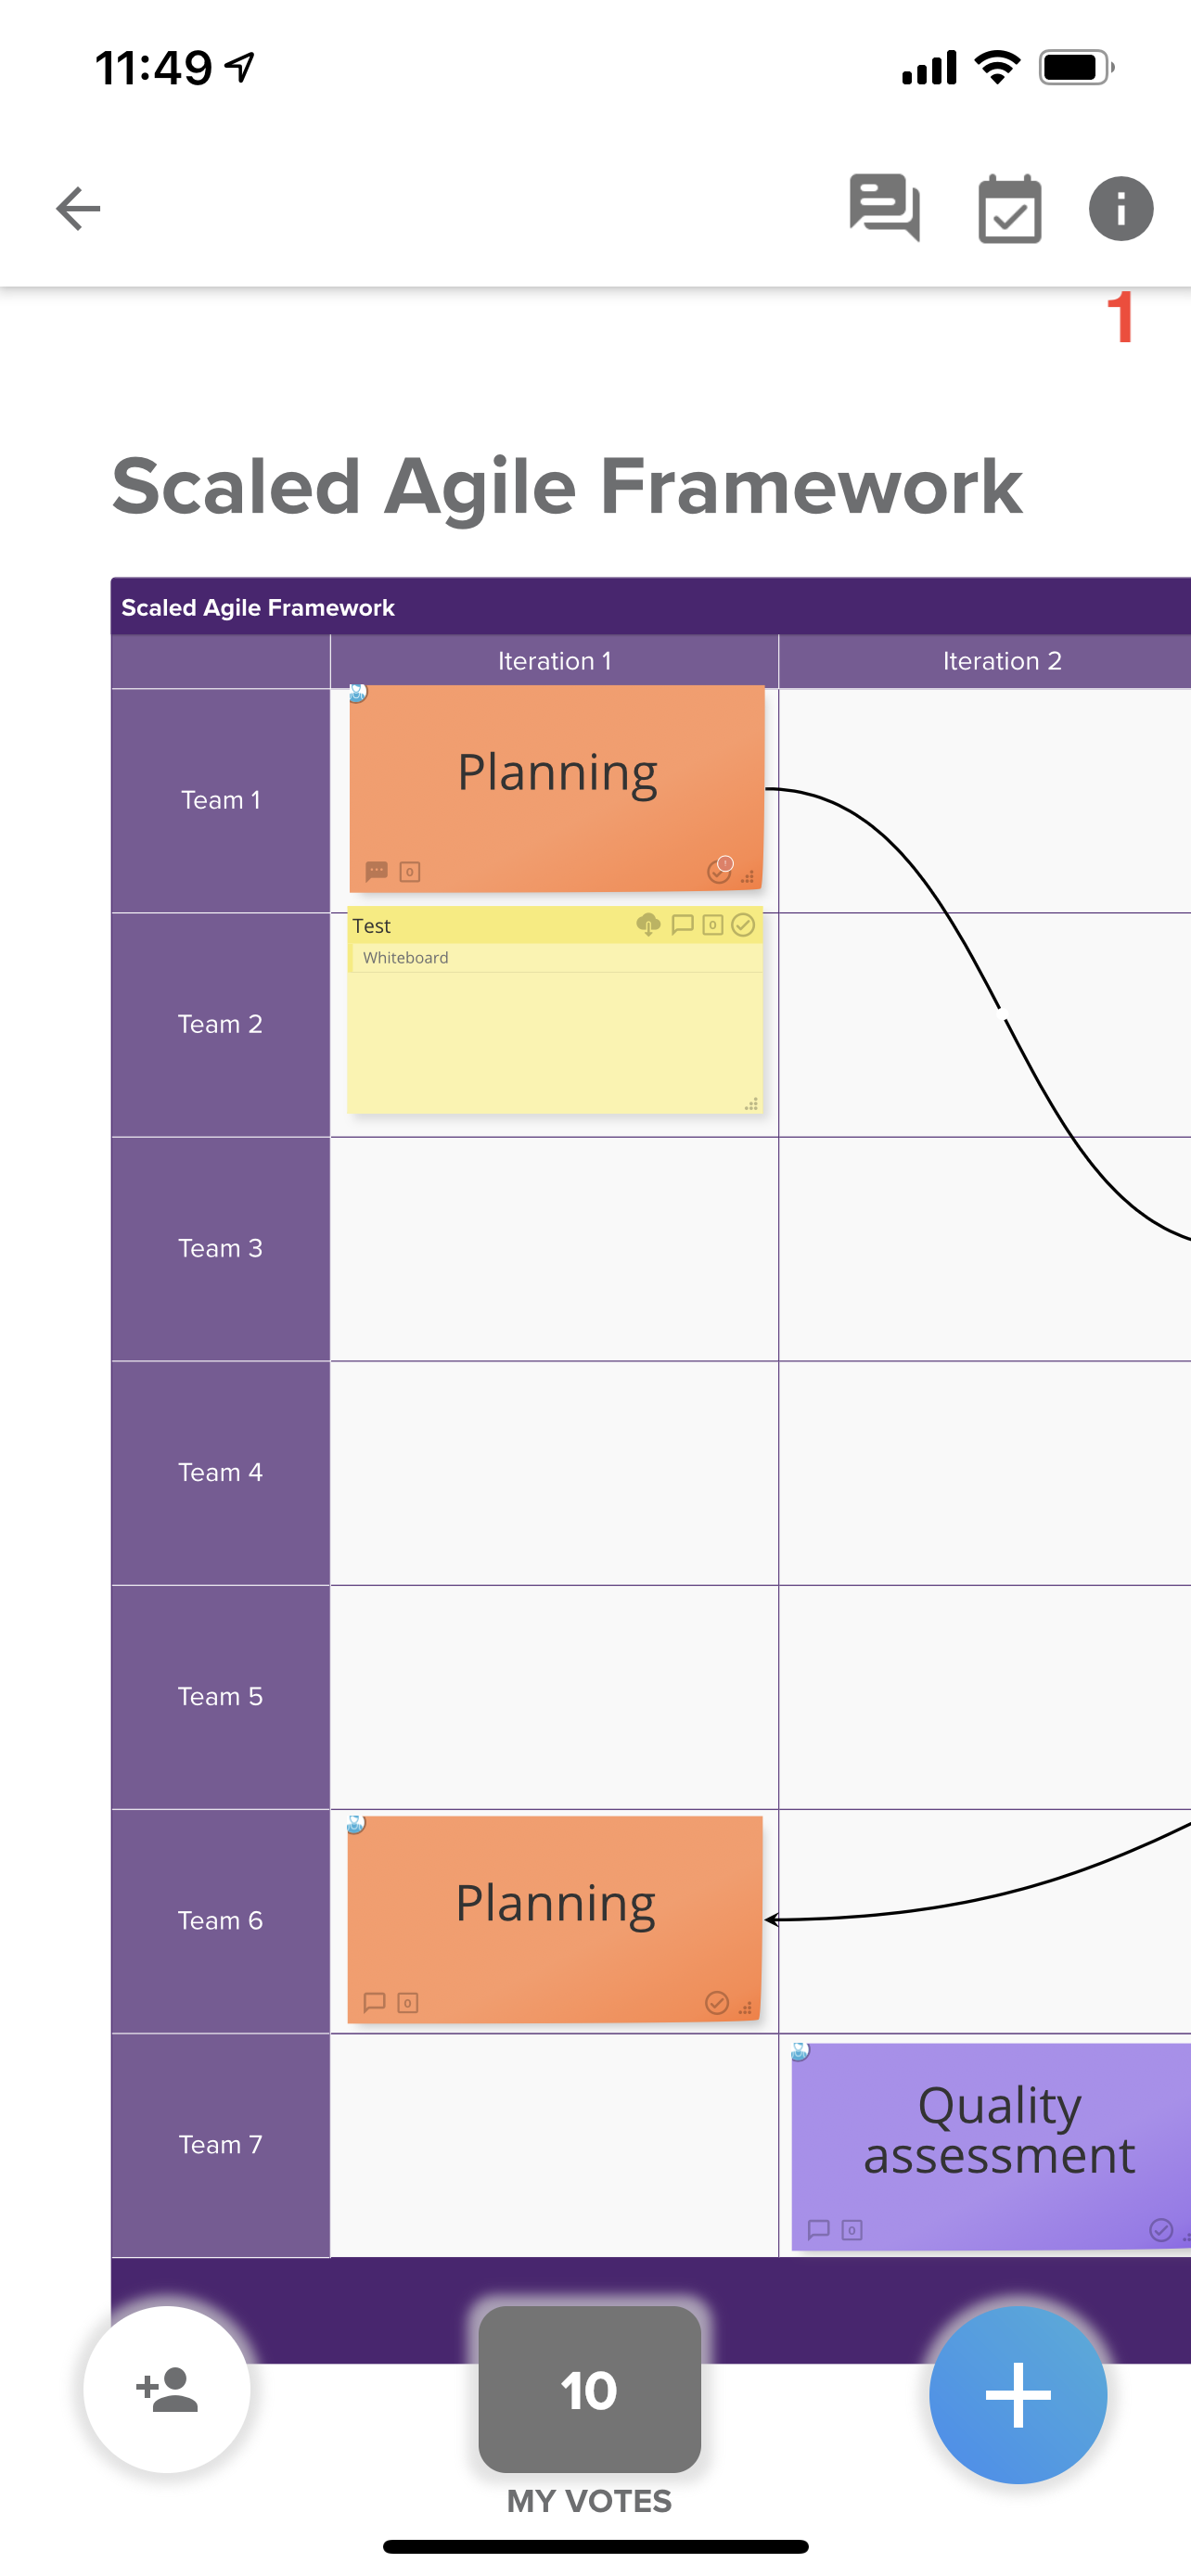 11:49
1
Scaled Agile Framework
Scaled Agile Framework
Iteration 1
Iteration 2
Team 1
Planning
0
Team 2
Test
0
Whiteboard
Team 3
Team 4
Team 5
Team 6
Planning
0
Team 7
Quality
assessment
0
10
MY VOTES